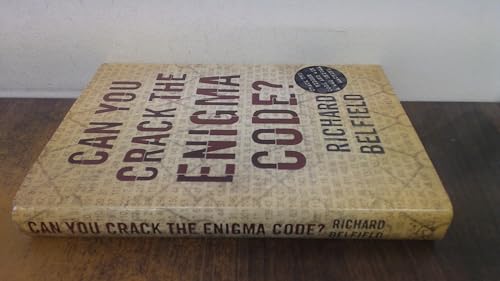 CAN YOU
CRACK THE
ENIGMA
CODE?
RICHARD
BELFIELD
CAN YOU CRACK THE ENIGMA CODE?
RICHARD
BELFIELD